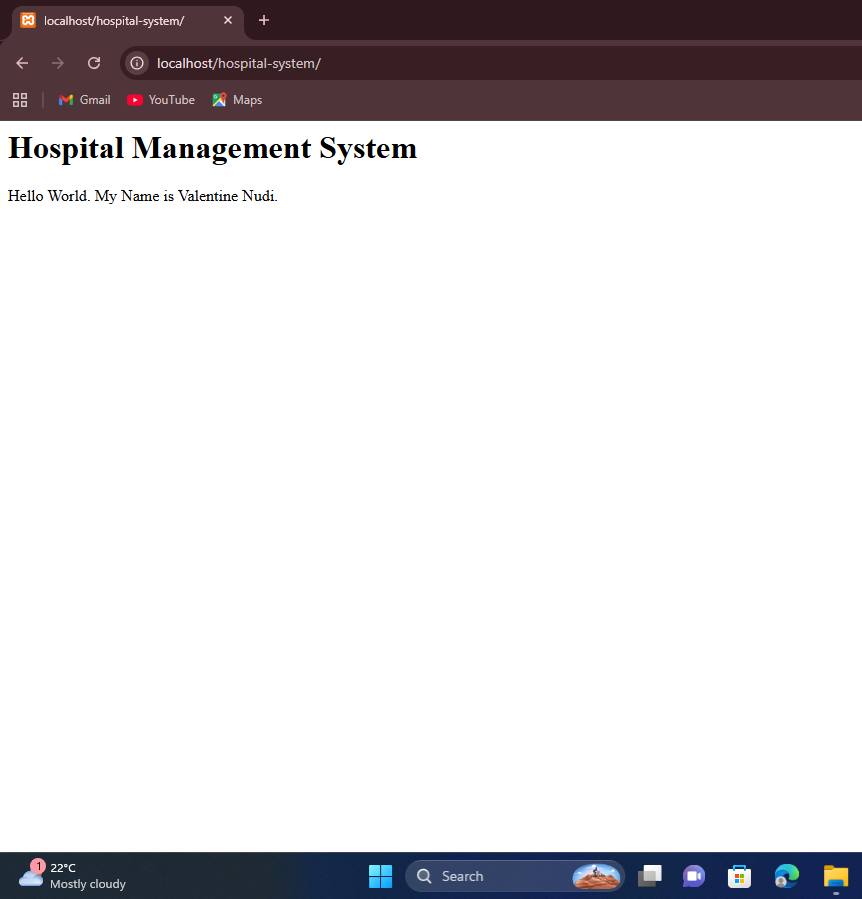 localhost/hospital-system/
localhost/hospital-system/
Gmail
YouTube
Maps
Hospital Management System
Hello World. My Name is Valentine Nudi.
1
22°C
Mostly cloudy
Search